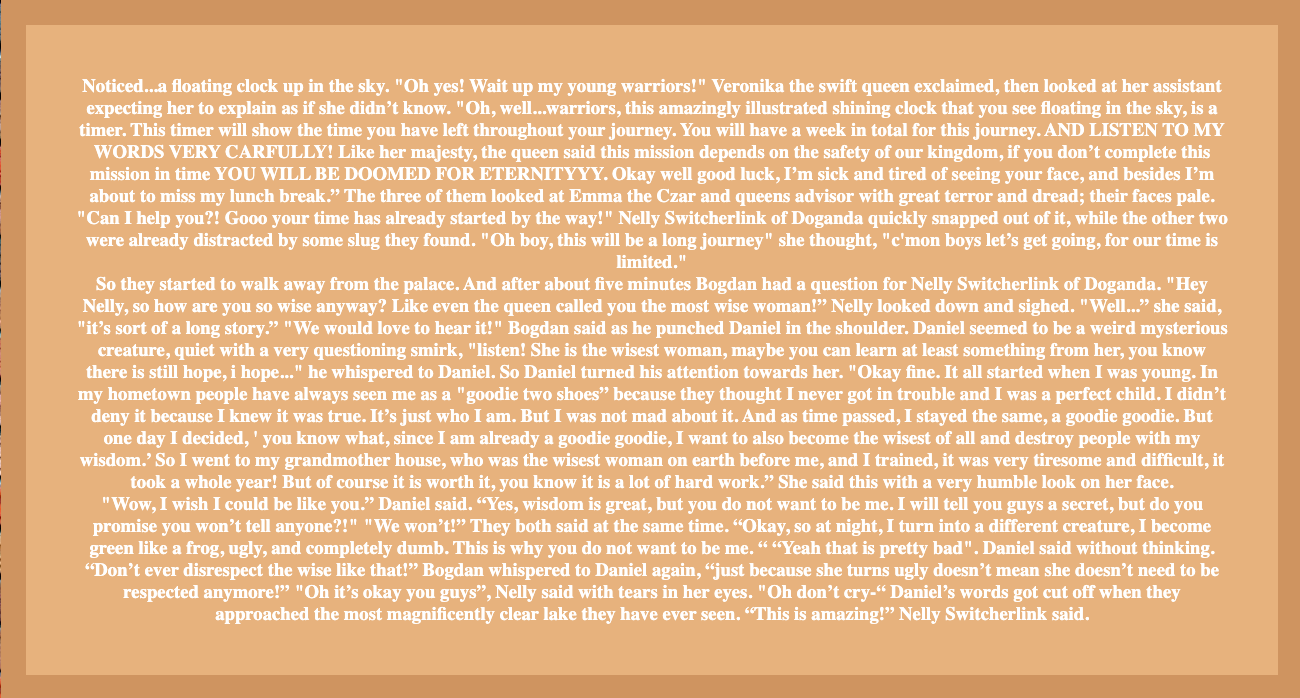 Noticed...a floating clock up in the sky. "Oh yes! Wait up my young warriors!" Veronika the swift queen exclaimed, then looked at her assistant
expecting her to explain as if she didn’t know. "Oh, well...warriors, this amazingly illustrated shining clock that you see floating in the sky, is a
timer. This timer will show the time you have left throughout your journey. You will have a week in total for this journey. AND LISTEN TO MY
WORDS VERY CARFULLY! Like her majesty, the queen said this mission depends on the safety of our kingdom, if you don’t complete this
mission in time YOU WILL BE DOOMED FOR ETERNITYYY. Okay well good luck, I’m sick and tired of seeing your face, and besides I’m
about to miss my lunch break.” The three of them looked at Emma the Czar and queens advisor with great terror and dread; their faces pale.
"Can I help you?! Gooo your time has already started by the way!" Nelly Switcherlink of Doganda quickly snapped out of it, while the other two
were already distracted by some slug they found. "Oh boy, this will be a long journey" she thought, "c'mon boys let’s get going, for our time is
limited."
So they started to walk away from the palace. And after about five minutes Bogdan had a question for Nelly Switcherlink of Doganda. "Hey
Nelly, so how are you so wise anyway? Like even the queen called you the most wise woman!” Nelly looked down and sighed. "Well...” she said,
"it’s sort of a long story.” "We would love to hear it!" Bogdan said as he punched Daniel in the shoulder. Daniel seemed to be a weird mysterious
creature, quiet with a very questioning smirk, "listen! She is the wisest woman, maybe you can learn at least something from her, you know
there is still hope, i hope..." he whispered to Daniel. So Daniel turned his attention towards her. "Okay fine. It all started when I was young. In
my hometown people have always seen me as a "goodie two shoes” because they thought I never got in trouble and I was a perfect child. I didn’t
deny it because I knew it was true. It’s just who I am. But I was not mad about it. And as time passed, I stayed the same, a goodie goodie. But
one day I decided, ' you know what, since I am already a goodie goodie, I want to also become the wisest of all and destroy people with my
wisdom.’ So I went to my grandmother house, who was the wisest woman on earth before me, and I trained, it was very tiresome and difficult, it
took a whole year! But of course it is worth it, you know it is a lot of hard work.” She said this with a very humble look on her face.
"Wow, I wish I could be like you.” Daniel said. “Yes, wisdom is great, but you do not want to be me. I will tell you guys a secret, but do you
promise you won’t tell anyone?!" "We won’t!” They both said at the same time. “Okay, so at night, I turn into a different creature, I become
green like a frog, ugly, and completely dumb. This is why you do not want to be me. “ “Yeah that is pretty bad". Daniel said without thinking.
“Don’t ever disrespect the wise like that!” Bogdan whispered to Daniel again, “just because she turns ugly doesn’t mean she doesn’t need to be
respected anymore!” "Oh it’s okay you guys”, Nelly said with tears in her eyes. "Oh don’t cry-“ Daniel’s words got cut off when they
approached the most magnificently clear lake they have ever seen. “This is amazing!” Nelly Switcherlink said.